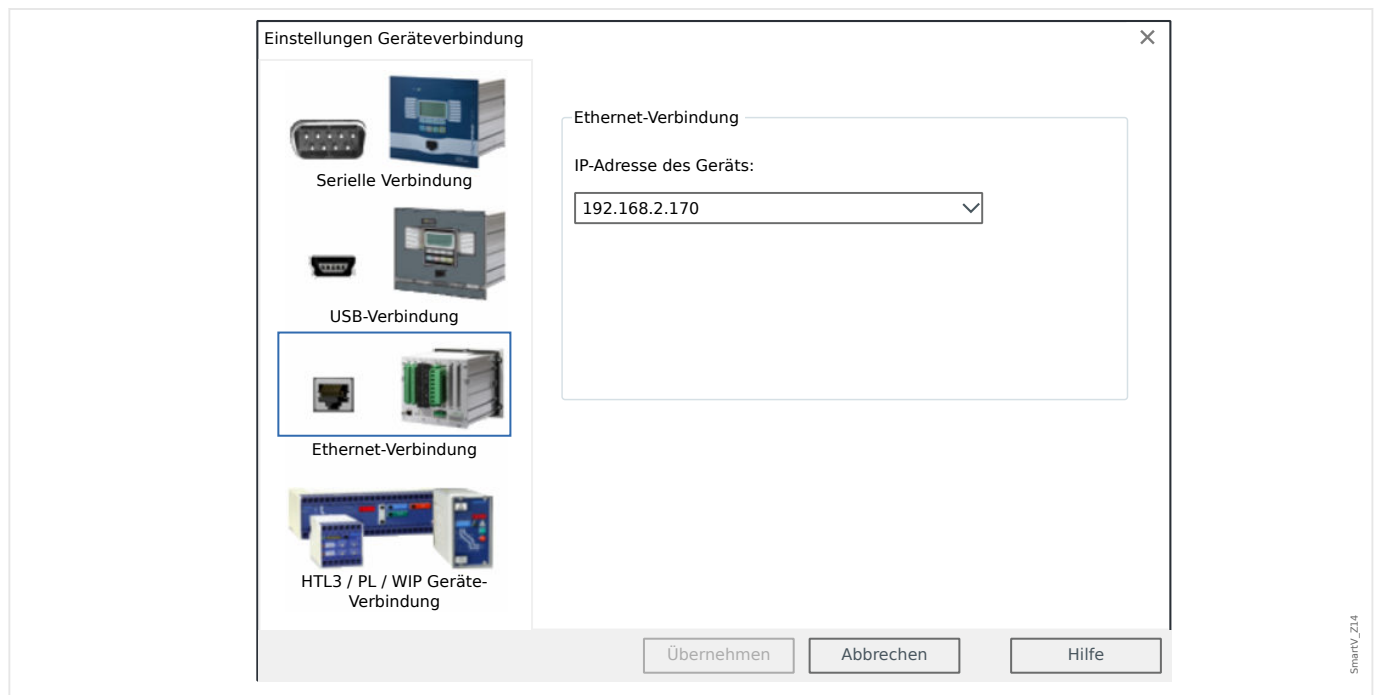 Einstellungen Geräteverbindung
Serielle Verbindung
USB-Verbindung
Ethernet-Verbindung
HTL3 / PL / WIP Geräte-
Verbindung
Ethernet-Verbindung
IP-Adresse des Geräts:
192.168.2.170
Übernehmen
Abbrechen
Hilfe
SmartV_Z14